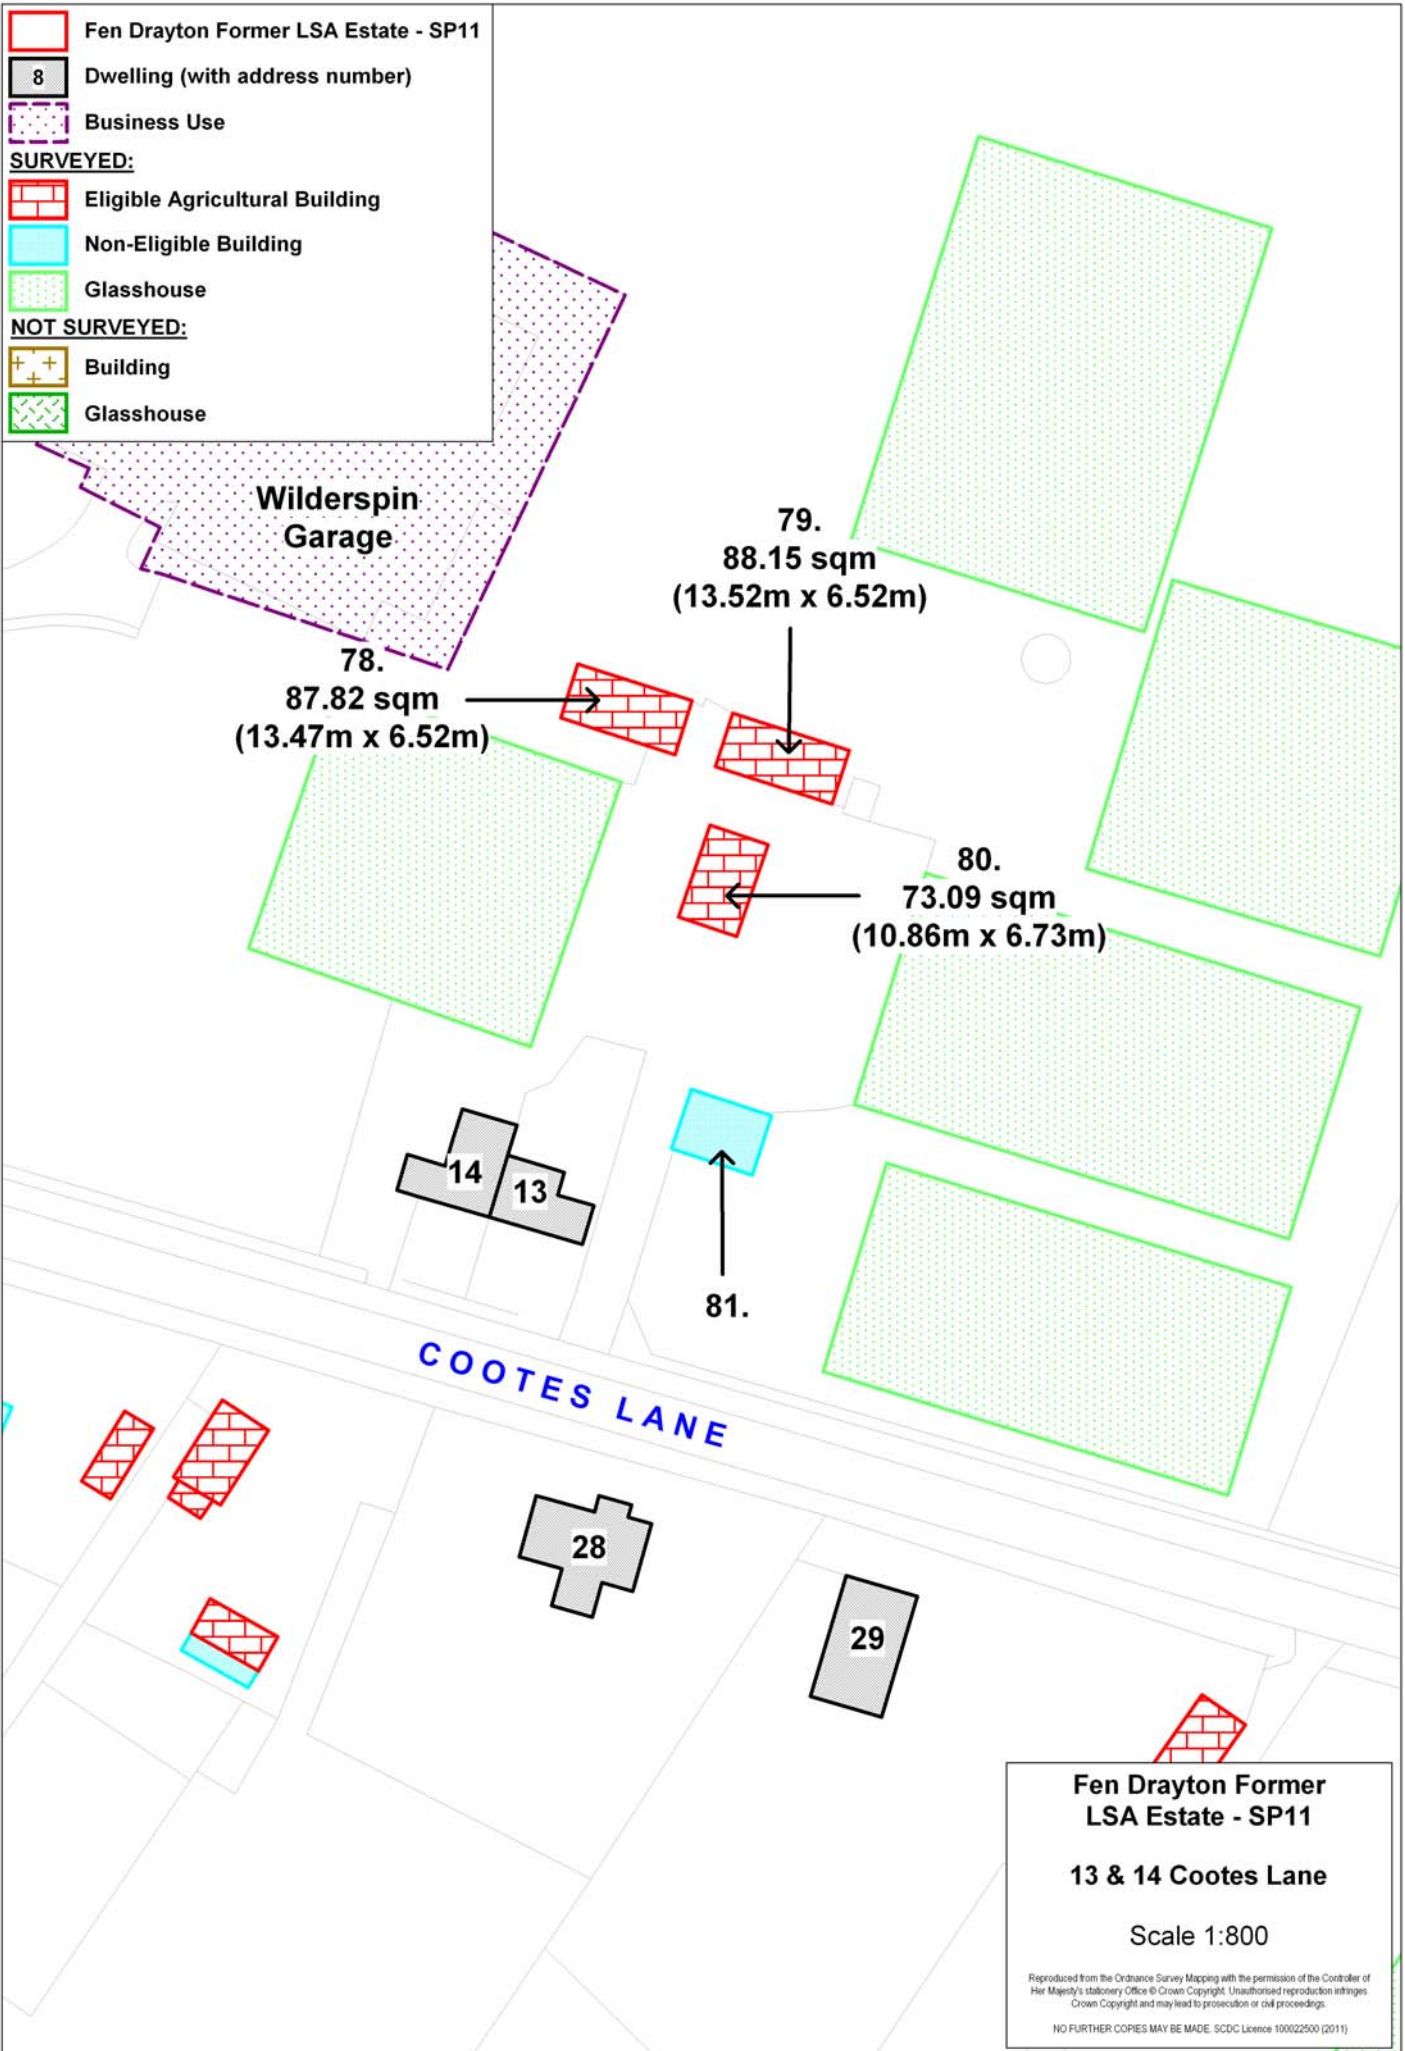 Fen Drayton Former LSA Estate - SP11
8
Dwelling (with address number)
Business Use
SURVEYED:
Eligible Agricultural Building
Non-Eligible Building
Glasshouse
NOT SURVEYED:
Building
Glasshouse
Wilderspin
Garage
79.
88.15 sqm
(13.52m x 6.52m)
78.
87.82 sqm
(13.47m x 6.52m)
80.
73.09 sqm
(10.86m x 6.73m)
14
13
81.
COOTES LANE
28
29
Fen Drayton Former
LSA Estate - SP11
13 & 14 Cootes Lane
Scale 1:800
Reproduced from the Ordnance Survey Mapping with the permission of the Controller of
Her Majesty's stationery Office © Crown Copyright. Unauthorised reproduction infringes
Crown Copyright and may lead to prosecution or civil proceedings.
NO FURTHER COPIES MAY BE MADE. SCDC Licence 100022500 (2011)